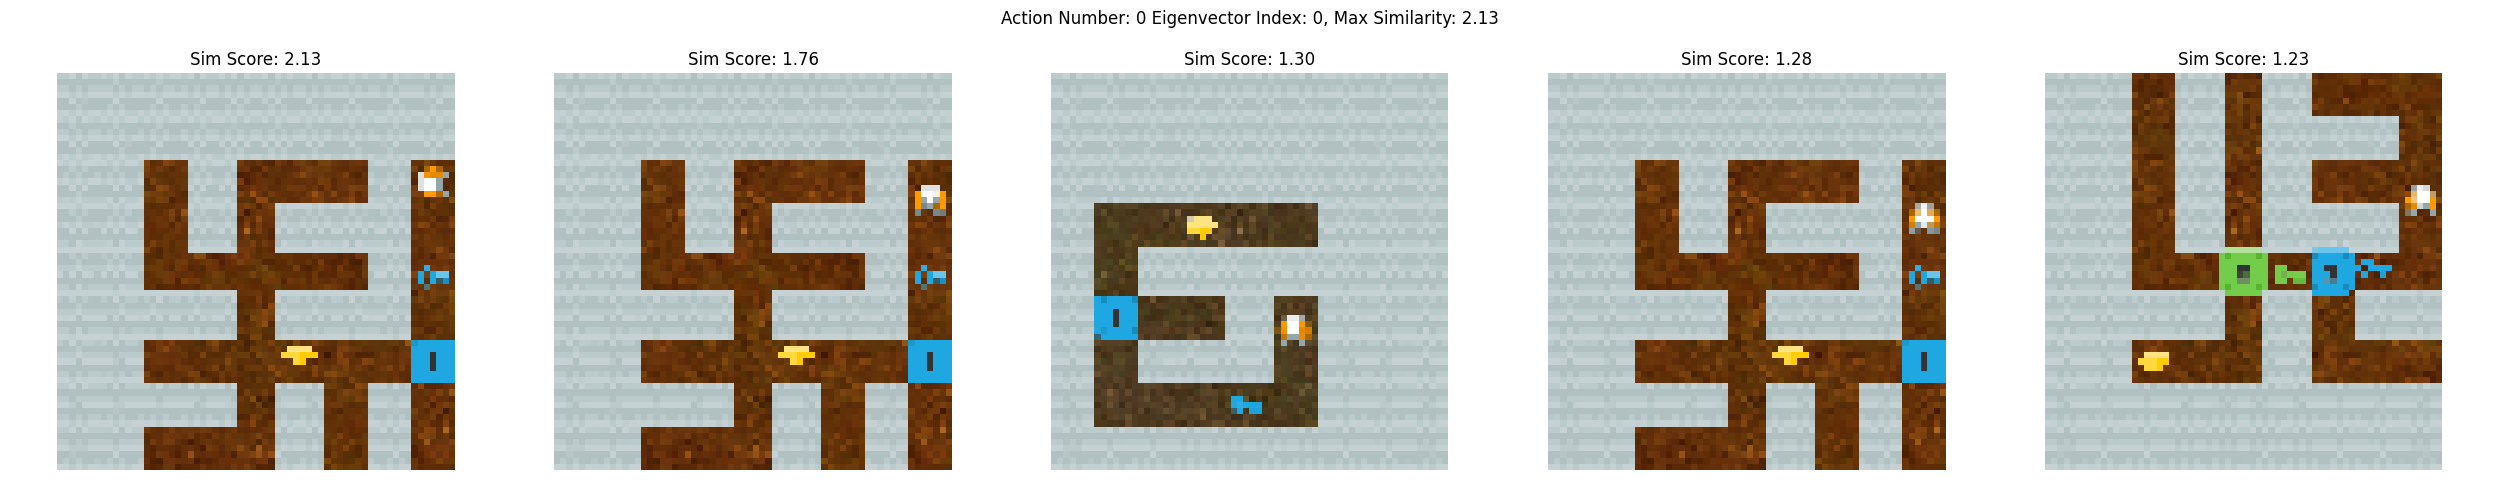 Action Number: 0 Eigenvector Index: 0, Max Similarity: 2.13
Sim Score: 2.13
Sim Score: 1.76
Sim Score: 1.30
Sim Score: 1.28
Sim Score: 1.23